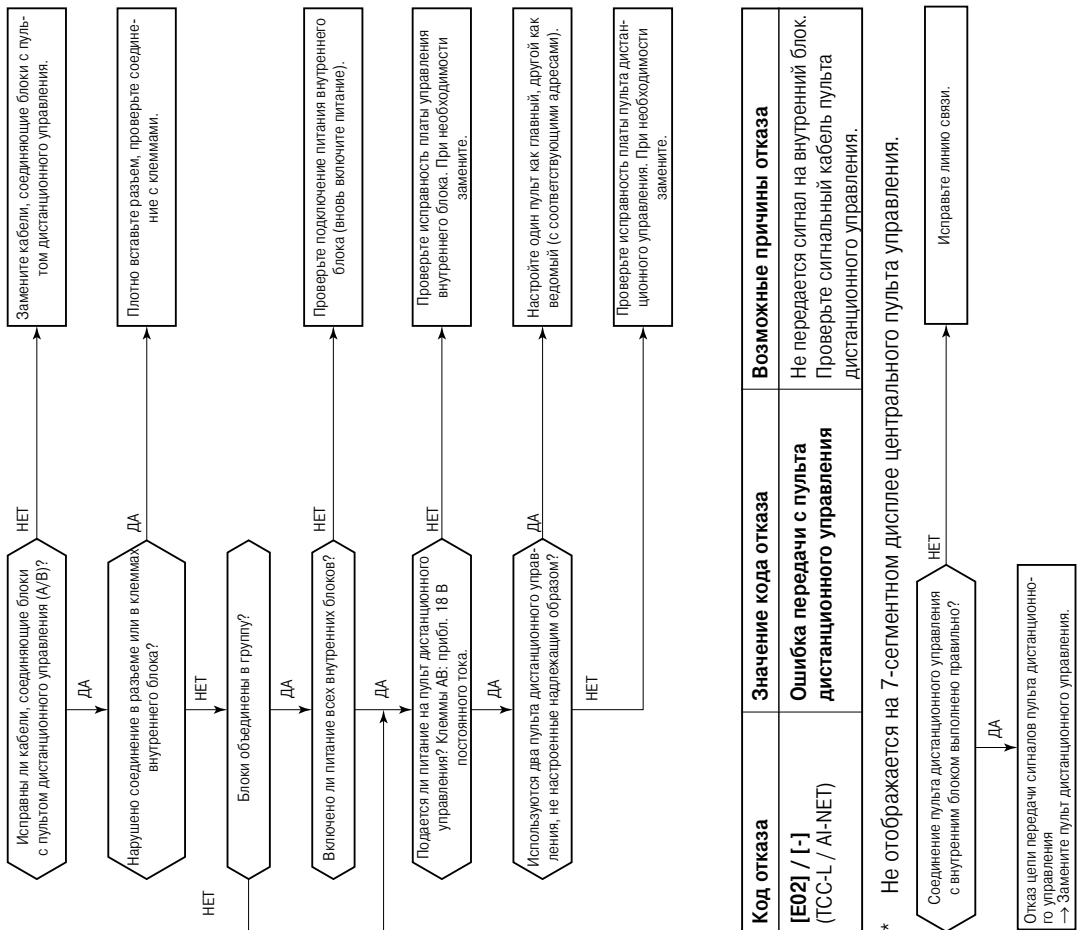 Исправны ли кабели, соединяющие блоки
с пультом дистанционного управления (А/В)?
НЕТ
Замените кабели, соединяющие блоки с пуль-
том дистанционного управления.
ДА
Нарушено соединение в разъеме или в клеммах
внутреннего блока?
ДА
Плотно вставьте разъем, проверьте соедине-
ние с клеммами.
НЕТ
Блоки объединены в группу?
НЕТ
ДА
Включено ли питание всех внутренних блоков?
НЕТ
Проверьте подключение питания внутреннего
блока (вновь включите питание).
ДА
Подается ли питание на пульт дистанционного
управления? Клеммы АВ: прибл. 18 В
постоянного тока.
НЕТ
Проверьте исправность платы управления
внутреннего блока. При необходимости
замените.
ДА
Используются два пульта дистанционного управ-
ления, не настроенные надлежащим образом?
ДА
Настройте один пульт как главный, другой как
ведомый (с соответствующими адресами).
НЕТ
Проверьте исправность платы пульта дистан-
ционного управления. При необходимости
замените.
Код отказа Значение кода отказа Возможные причины отказа
[E02] / [-]
(TCC-L / AI-NET)
Ошибка передачи с пульта
дистанционного управления
Не передается сигнал на внутренний блок.
Проверьте сигнальный кабель пульта
дистанционного управления.
* Не отображается на 7-сегментном дисплее центрального пульта управления.
Соединение пульта дистанционного управления
с внутренним блоком выполнено правильно?
НЕТ
Исправьте линию связи.
ДА
Отказ цепи передачи сигналов пульта дистанционно-
го управления
→ Замените пульт дистанционного управления.